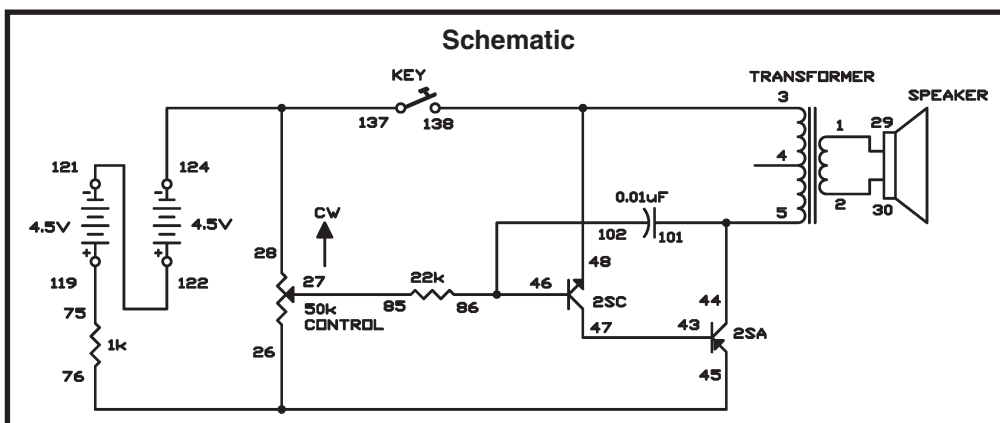 Schematic
KEY
TRANSFORMER
3
SPEAKER
137 138
1 29
121 124
4
- -
0.01uF
2 30
4.5V 4.5V
CW
5
102 101
+ +
28
48
119 122
27
22k
46
2SC
44
75
50k
85 86
47 43
2SA
CONTROL
1k
26
45
76